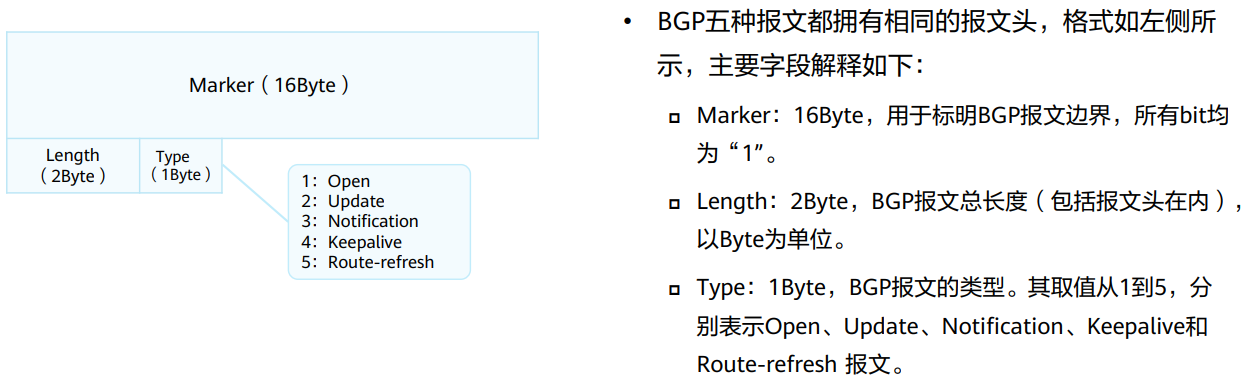 Marker（16Byte）
Length
（2Byte）
Type
（1Byte）
1：Open
2：Update
3：Notification
4：Keepalive
5：Route-refresh
• BGP五种报文都拥有相同的报文头，格式如左侧所
示，主要字段解释如下：
Marker：16Byte，用于标明BGP报文边界，所有bit均
为“1”。
Length：2Byte，BGP报文总长度（包括报文头在内），
以Byte为单位。
Type：1Byte，BGP报文的类型。其取值从1到5，分
别表示Open、Update、Notification、Keepalive和
Route-refresh 报文。